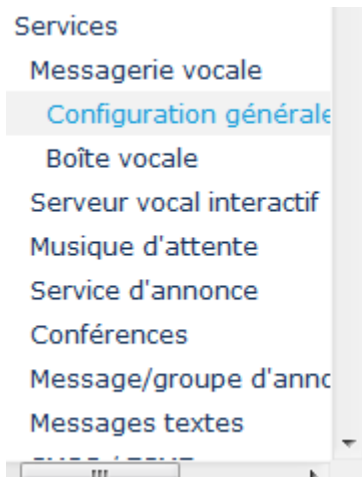 Services
Messagerie vocale
Configuration générale
Boîte vocale
Serveur vocal interactif
Musique d'attente
Service d'annonce
Conférences
Message/groupe d'anno
Messages textes